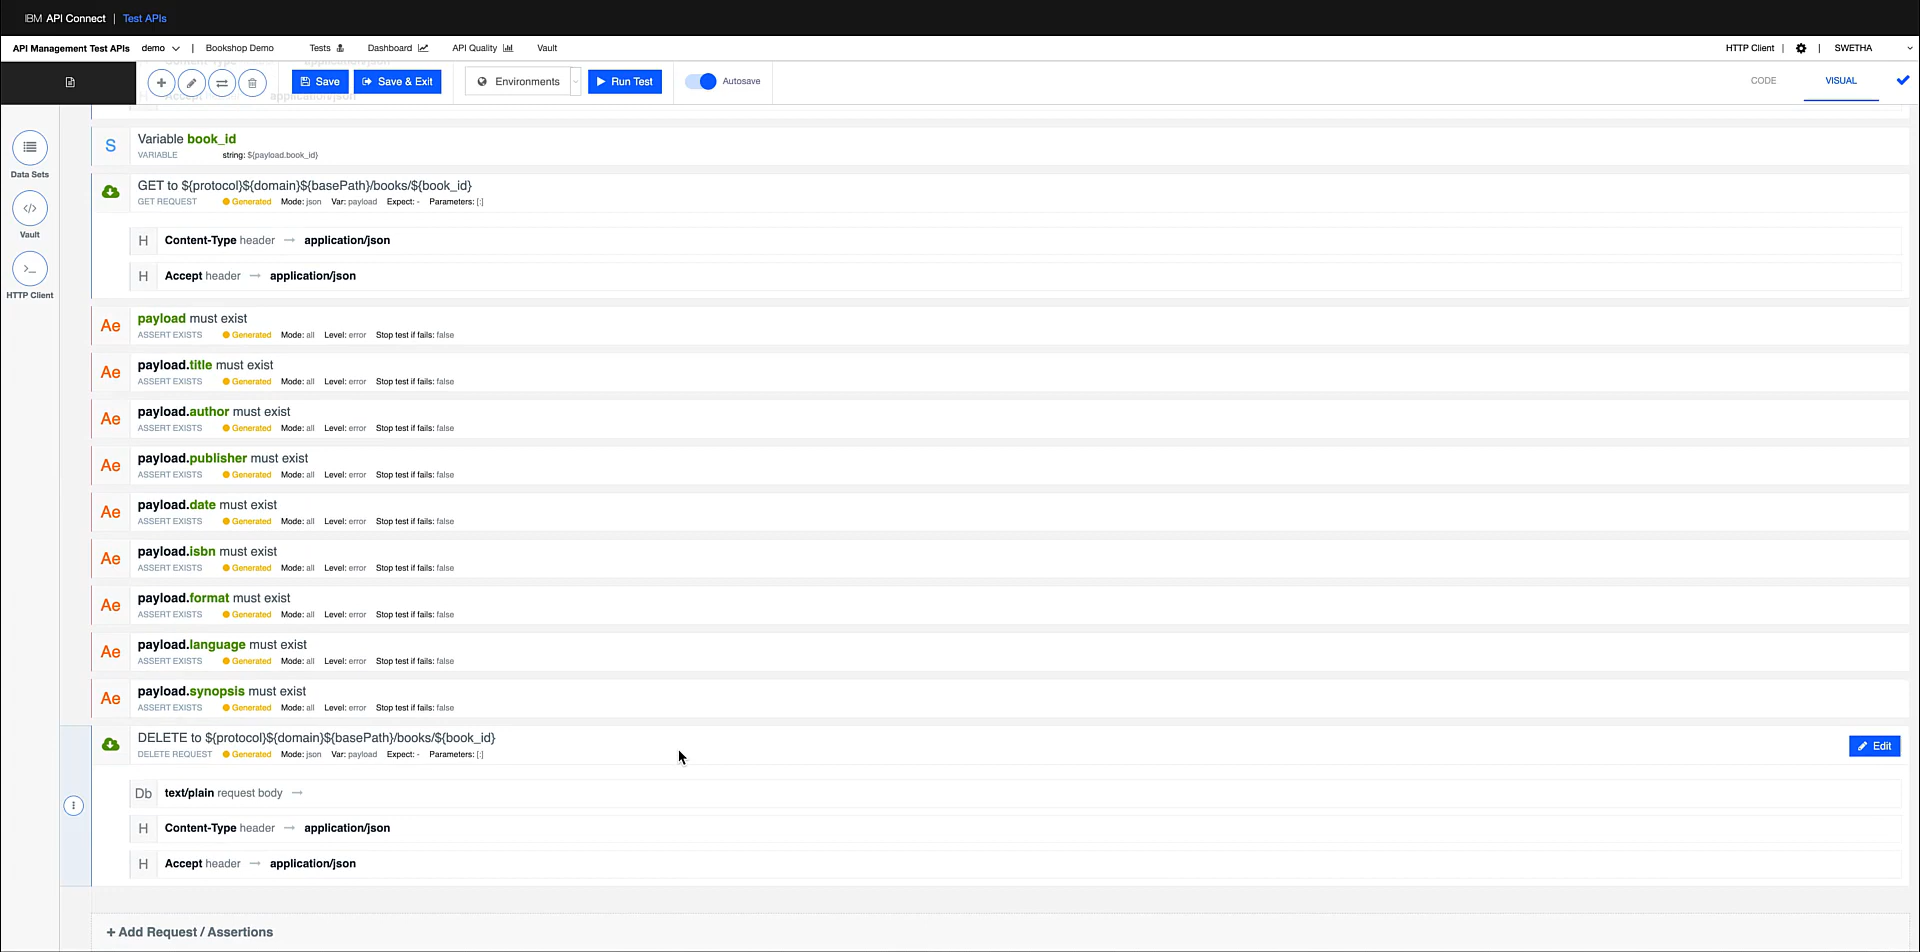 IBM API Connect | Test APIs
API Management Test APIs demo | Bookshop Demo Tests Dashboard API Quality Vault HTTP Client | | SWETHA
Content-Type application/json
Save Save & Exit Environments Run Test Autosave CODE VISUAL
H Accept application/json
S Variable book_id
VARIABLE string: ${payload.book_id}
Data Sets
GET to ${protocol}${domain}${basePath}/books/${book_id}
GET REQUEST Generated Mode: json Var: payload Expect: - Parameters: [:]
Vault
H Content-Type header → application/json
H Accept header → application/json
HTTP Client
Ae payload must exist
ASSERT EXISTS Generated Mode: all Level: error Stop test if fails: false
Ae payload.title must exist
ASSERT EXISTS Generated Mode: all Level: error Stop test if fails: false
Ae payload.author must exist
ASSERT EXISTS Generated Mode: all Level: error Stop test if fails: false
Ae payload.publisher must exist
ASSERT EXISTS Generated Mode: all Level: error Stop test if fails: false
Ae payload.date must exist
ASSERT EXISTS Generated Mode: all Level: error Stop test if fails: false
Ae payload.isbn must exist
ASSERT EXISTS Generated Mode: all Level: error Stop test if fails: false
Ae payload.format must exist
ASSERT EXISTS Generated Mode: all Level: error Stop test if fails: false
Ae payload.language must exist
ASSERT EXISTS Generated Mode: all Level: error Stop test if fails: false
Ae payload.synopsis must exist
ASSERT EXISTS Generated Mode: all Level: error Stop test if fails: false
DELETE to ${protocol}${domain}${basePath}/books/${book_id}
DELETE REQUEST Generated Mode: json Var: payload Expect: - Parameters: [:]
Edit
Db text/plain request body →
H Content-Type header → application/json
H Accept header → application/json
+ Add Request / Assertions